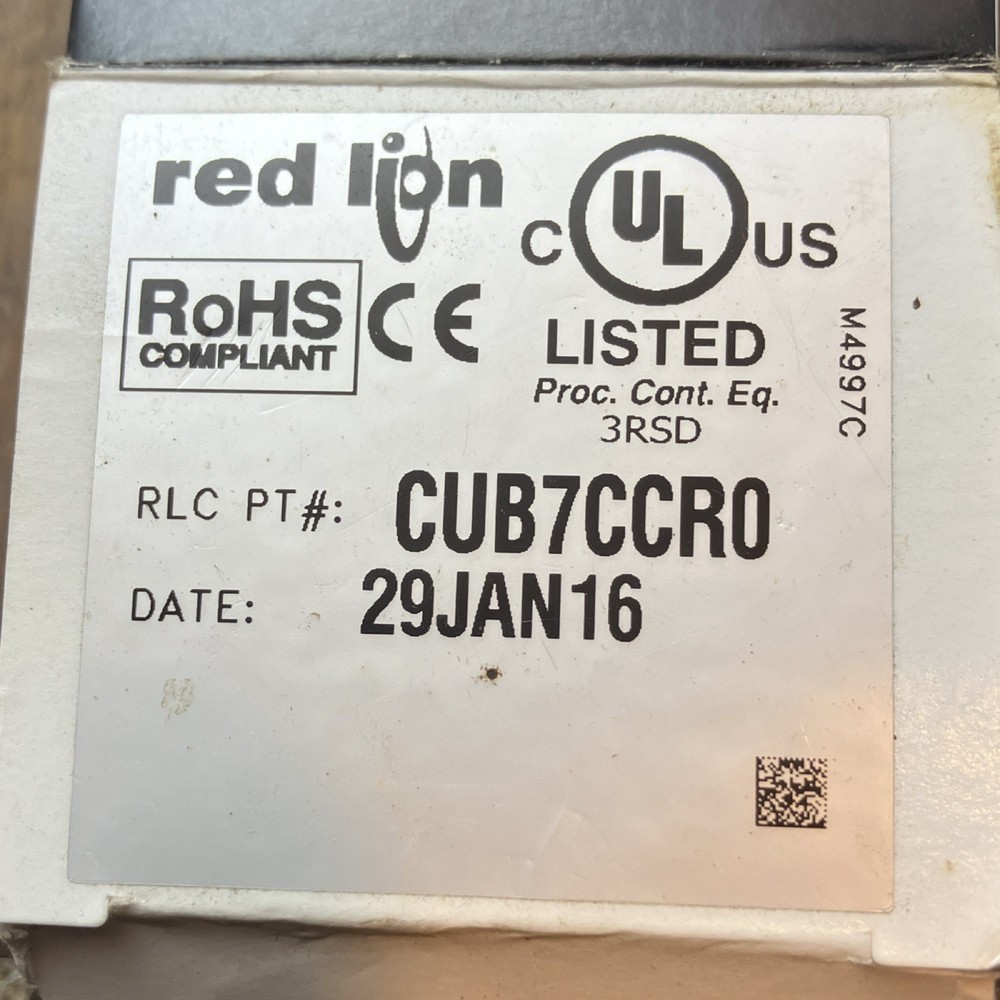 red lion
C UL US
RoHS
COMPLIANT
CE
LISTED
Proc. Cont. Eq.
3RSD
M4997C
RLC PT#: CUB7CCR0
DATE: 29JAN16